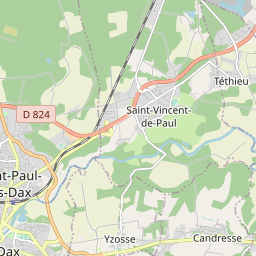 Téthieu
D 824
Saint-Vincent-
de-Paul
nt-Paul-
s-Dax
Yzosse
Candresse
Dax